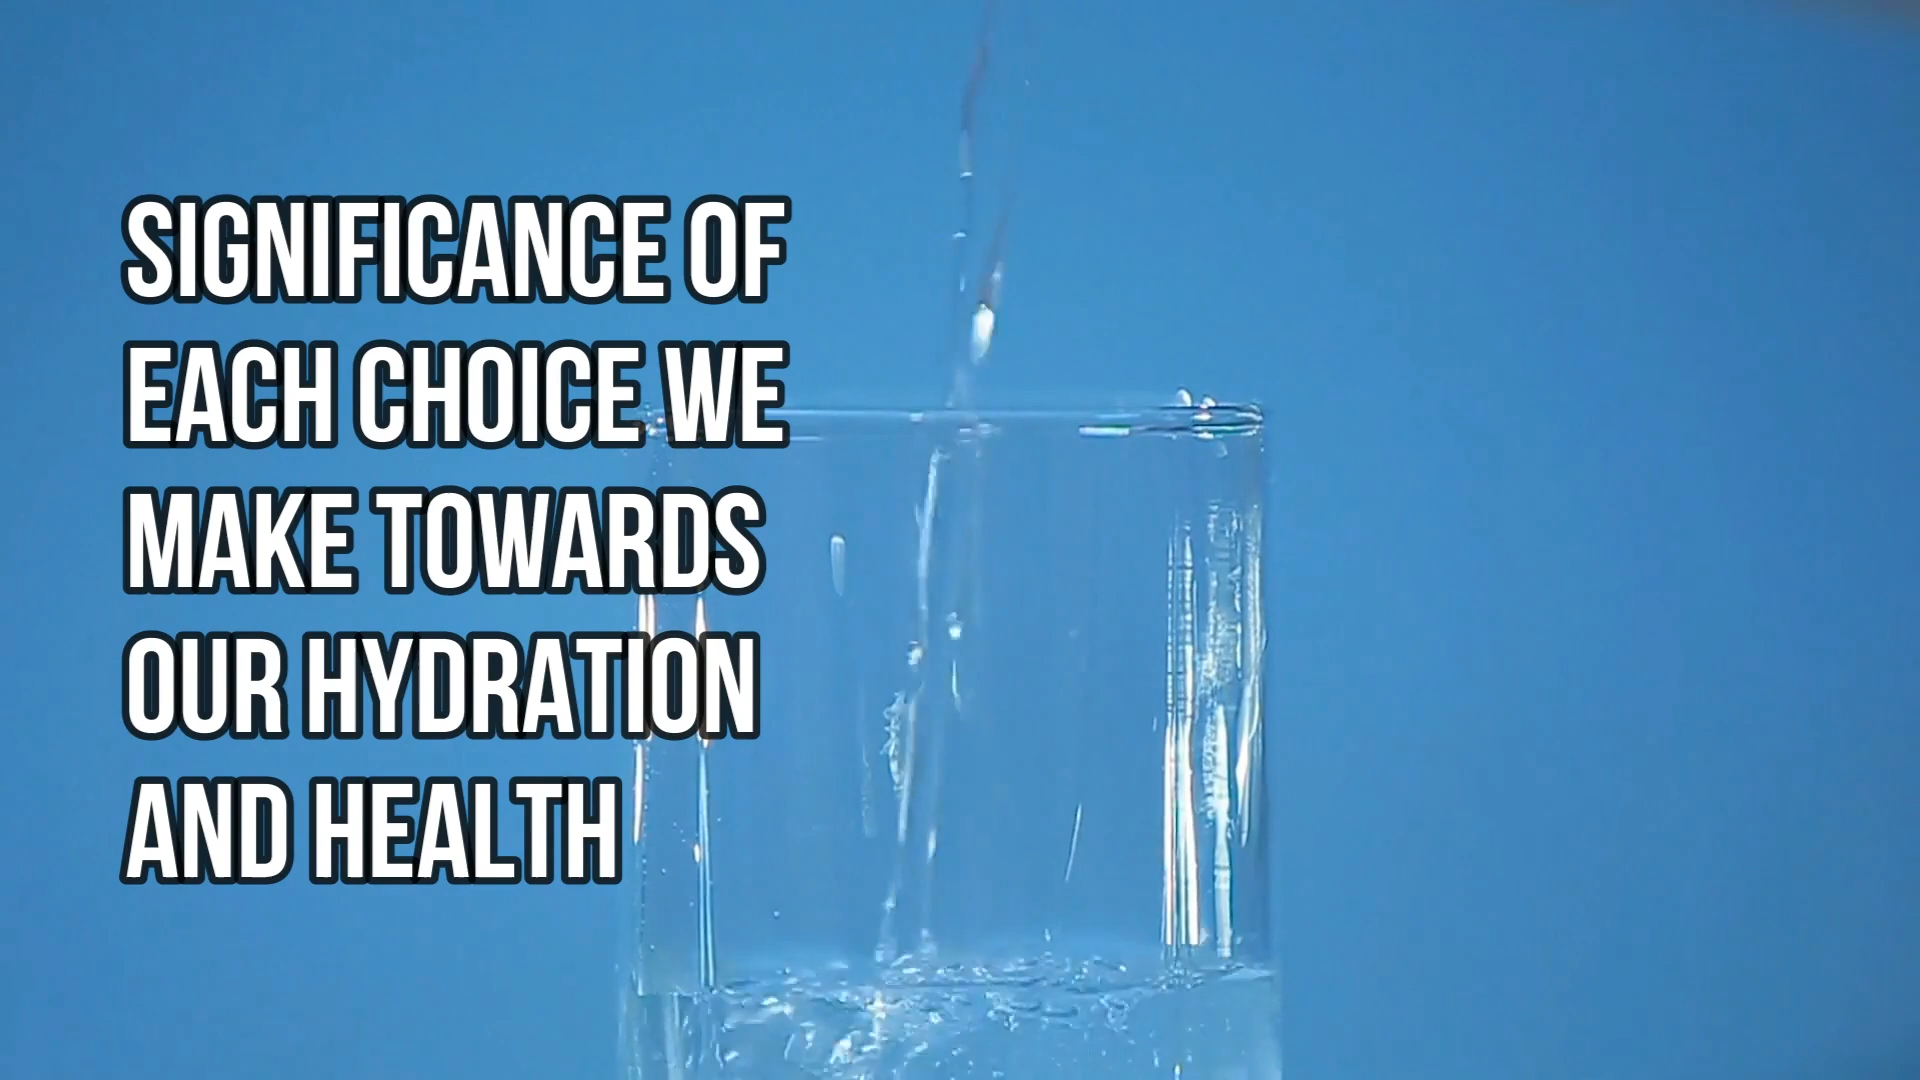 SIGNIFICANCE OF
EACH CHOICE WE
MAKE TOWARDS
OUR HYDRATION
AND HEALTH